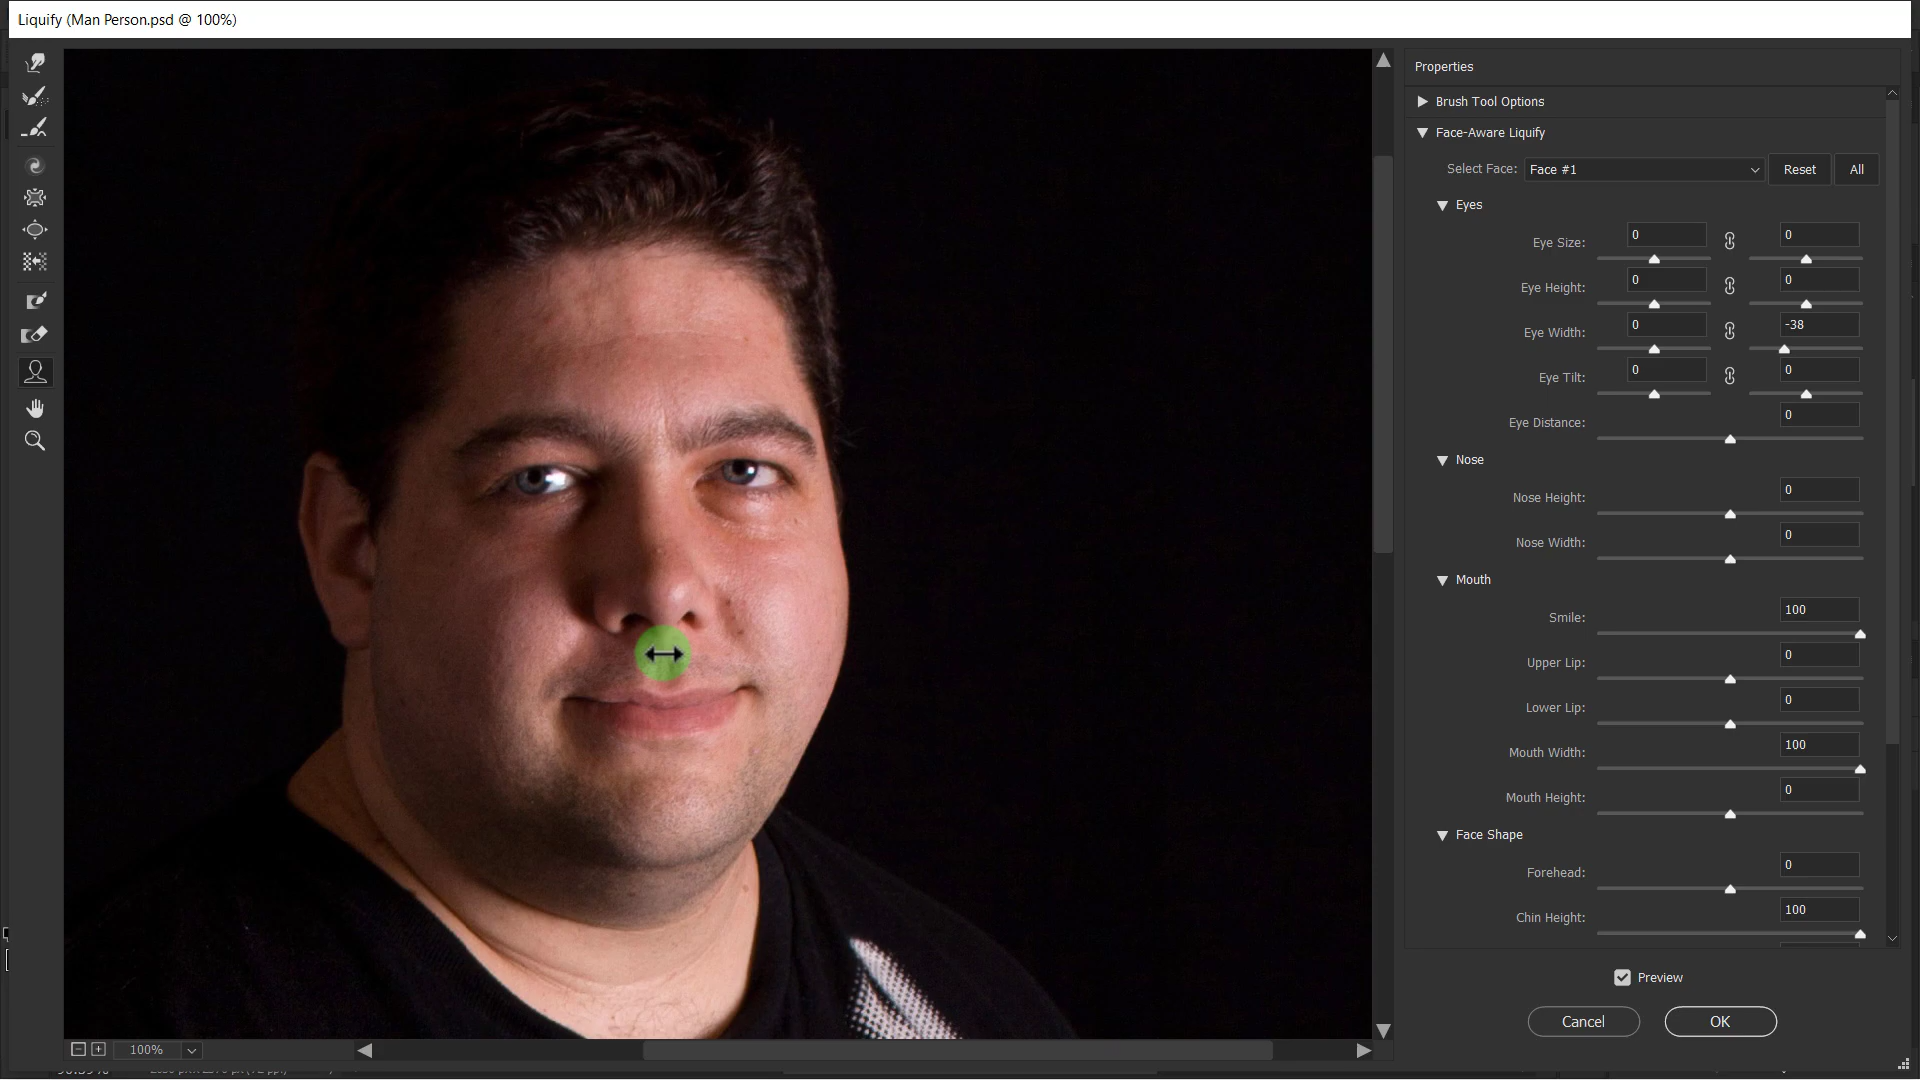 Liquify (Man Person.psd @ 100%)
Properties
Brush Tool Options
Face-Aware Liquify
Select Face: Face #1 Reset All
Eyes
Eye Size: 0 0
Eye Height: 0 0
Eye Width: 0 -38
Eye Tilt: 0 0
Eye Distance: 0
Nose
Nose Height: 0
Nose Width: 0
Mouth
Smile: 100
Upper Lip: 0
Lower Lip: 0
Mouth Width: 100
Mouth Height: 0
Face Shape
Forehead: 0
Chin Height: 100
Preview
Cancel OK
100%